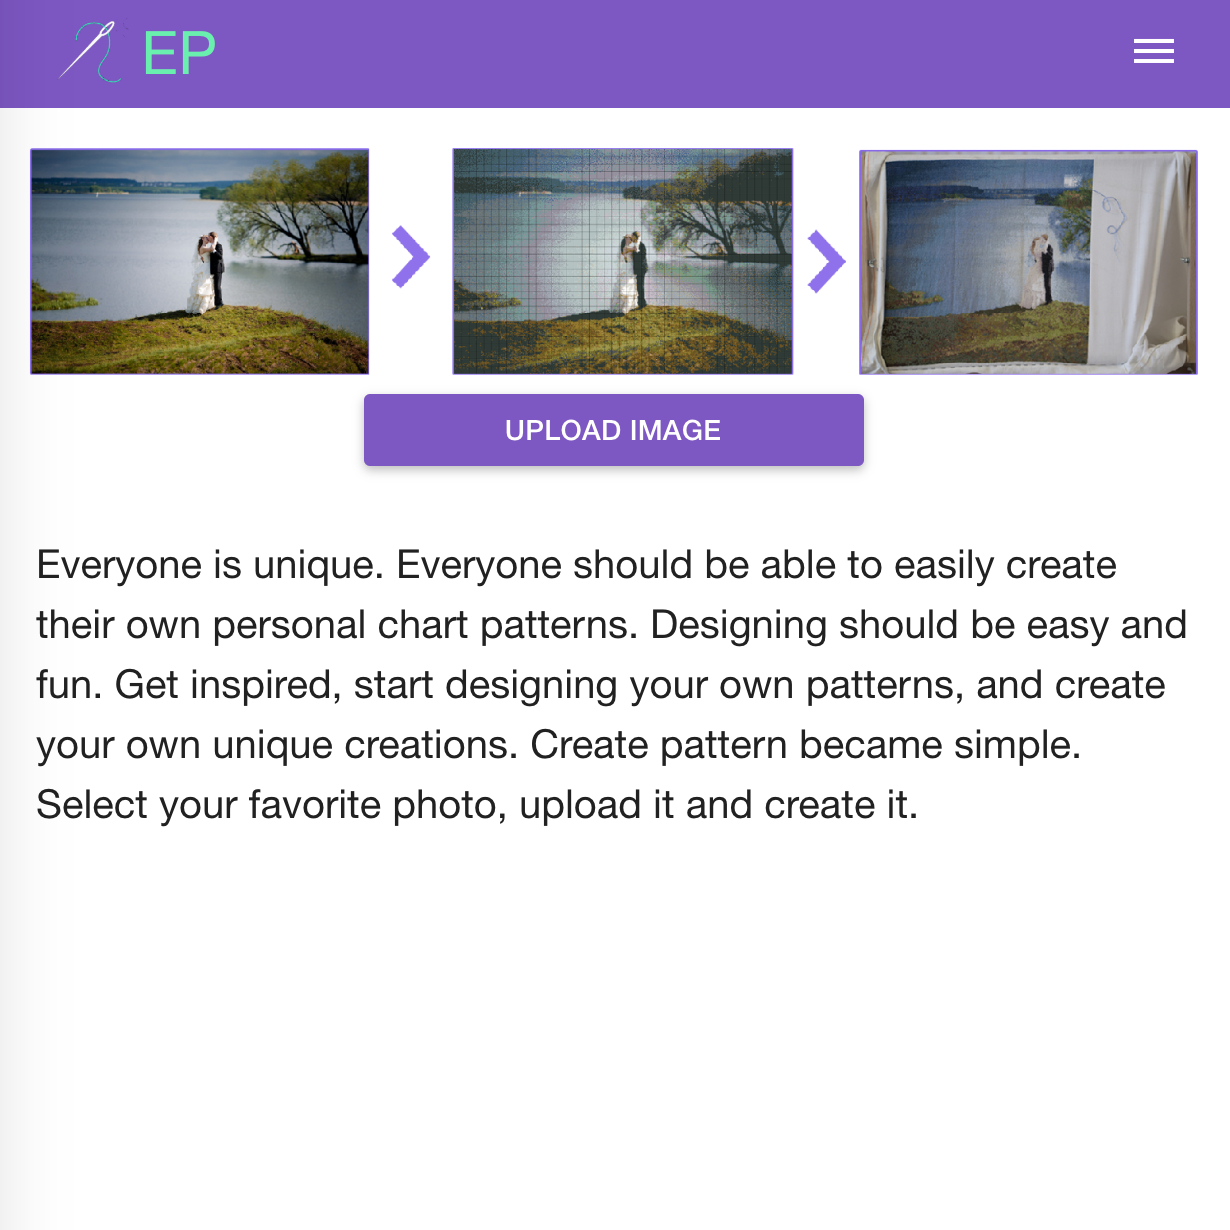 EP
UPLOAD IMAGE
Everyone is unique. Everyone should be able to easily create
their own personal chart patterns. Designing should be easy and
fun. Get inspired, start designing your own patterns, and create
your own unique creations. Create pattern became simple.
Select your favorite photo, upload it and create it.